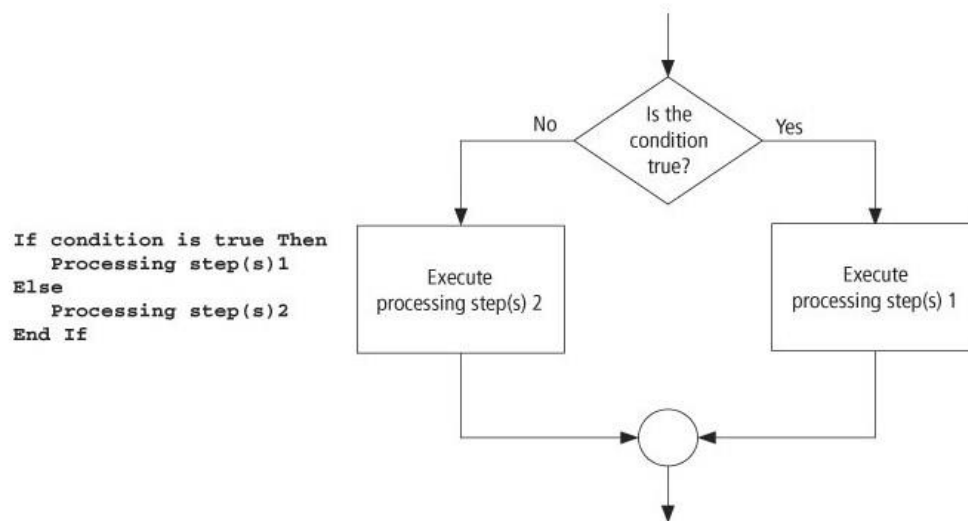 If condition is true Then
Processing step(s)1
Else
Processing step(s)2
End If
Is the
condition
true?
No
Yes
Execute
processing step(s) 2
Execute
processing step(s) 1